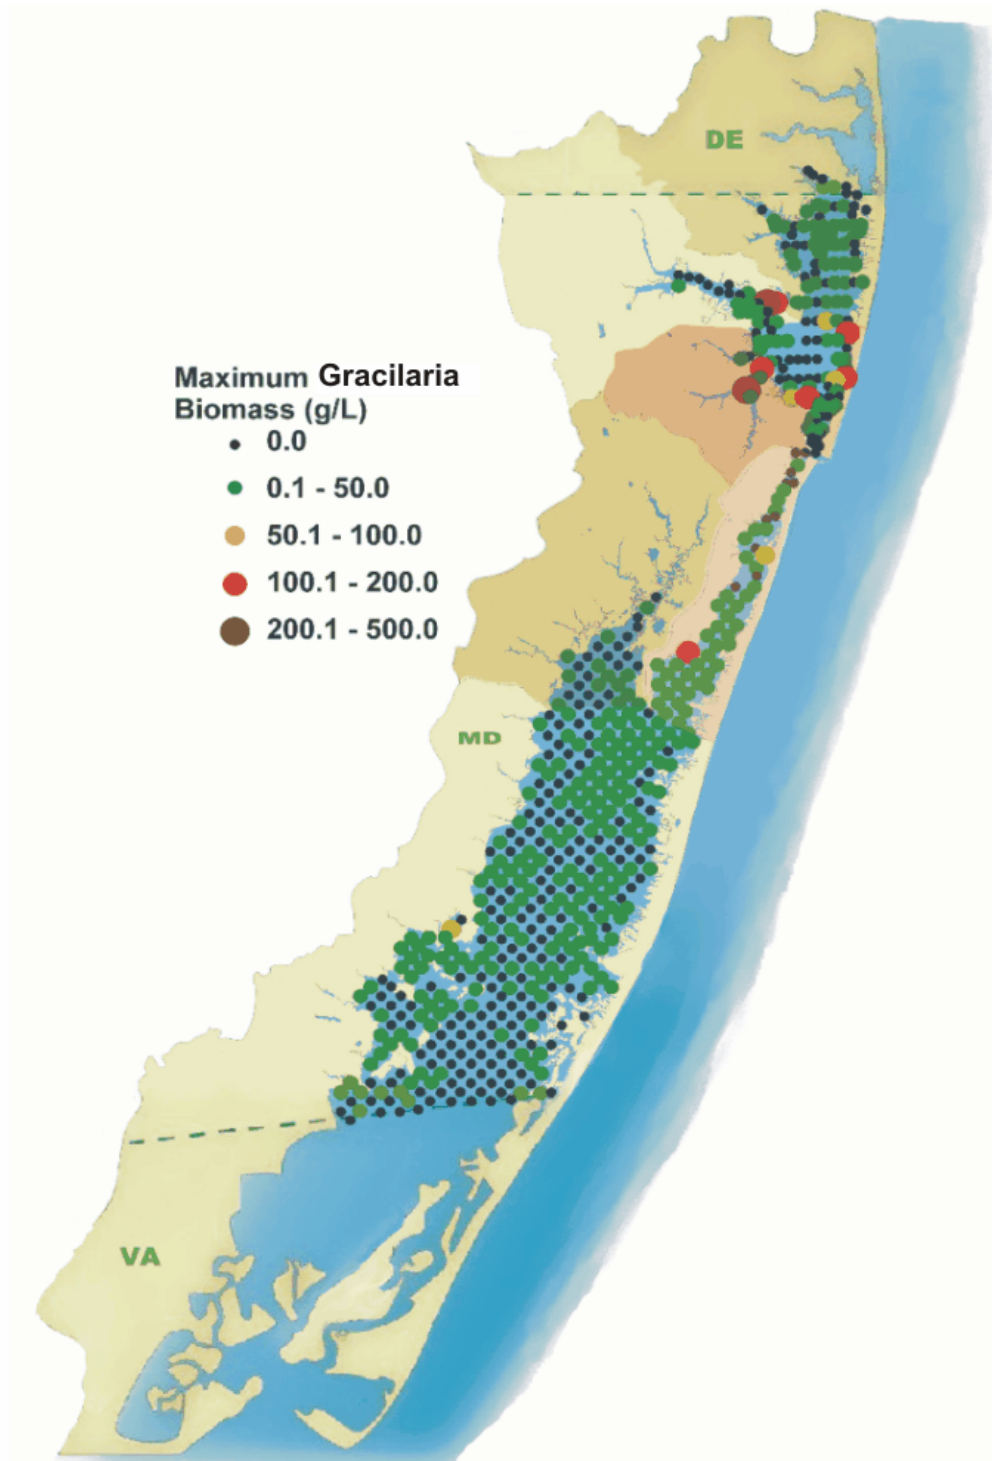 DE
Maximum Gracilaria
Biomass (g/L)
0.0
0.1 - 50.0
50.1 - 100.0
100.1 - 200.0
200.1 - 500.0
MD
VA